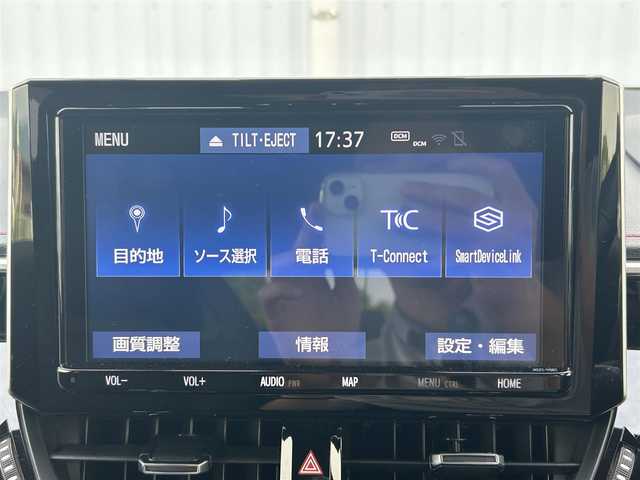 MENU ⏏ TILT・EJECT 17:37 DCM DCM
目的地 ソース選択 電話 T-Connect SmartDeviceLink
画質調整 情報 設定・編集
VOL- VOL+ AUDIO PWR MAP MENU CTRL HOME